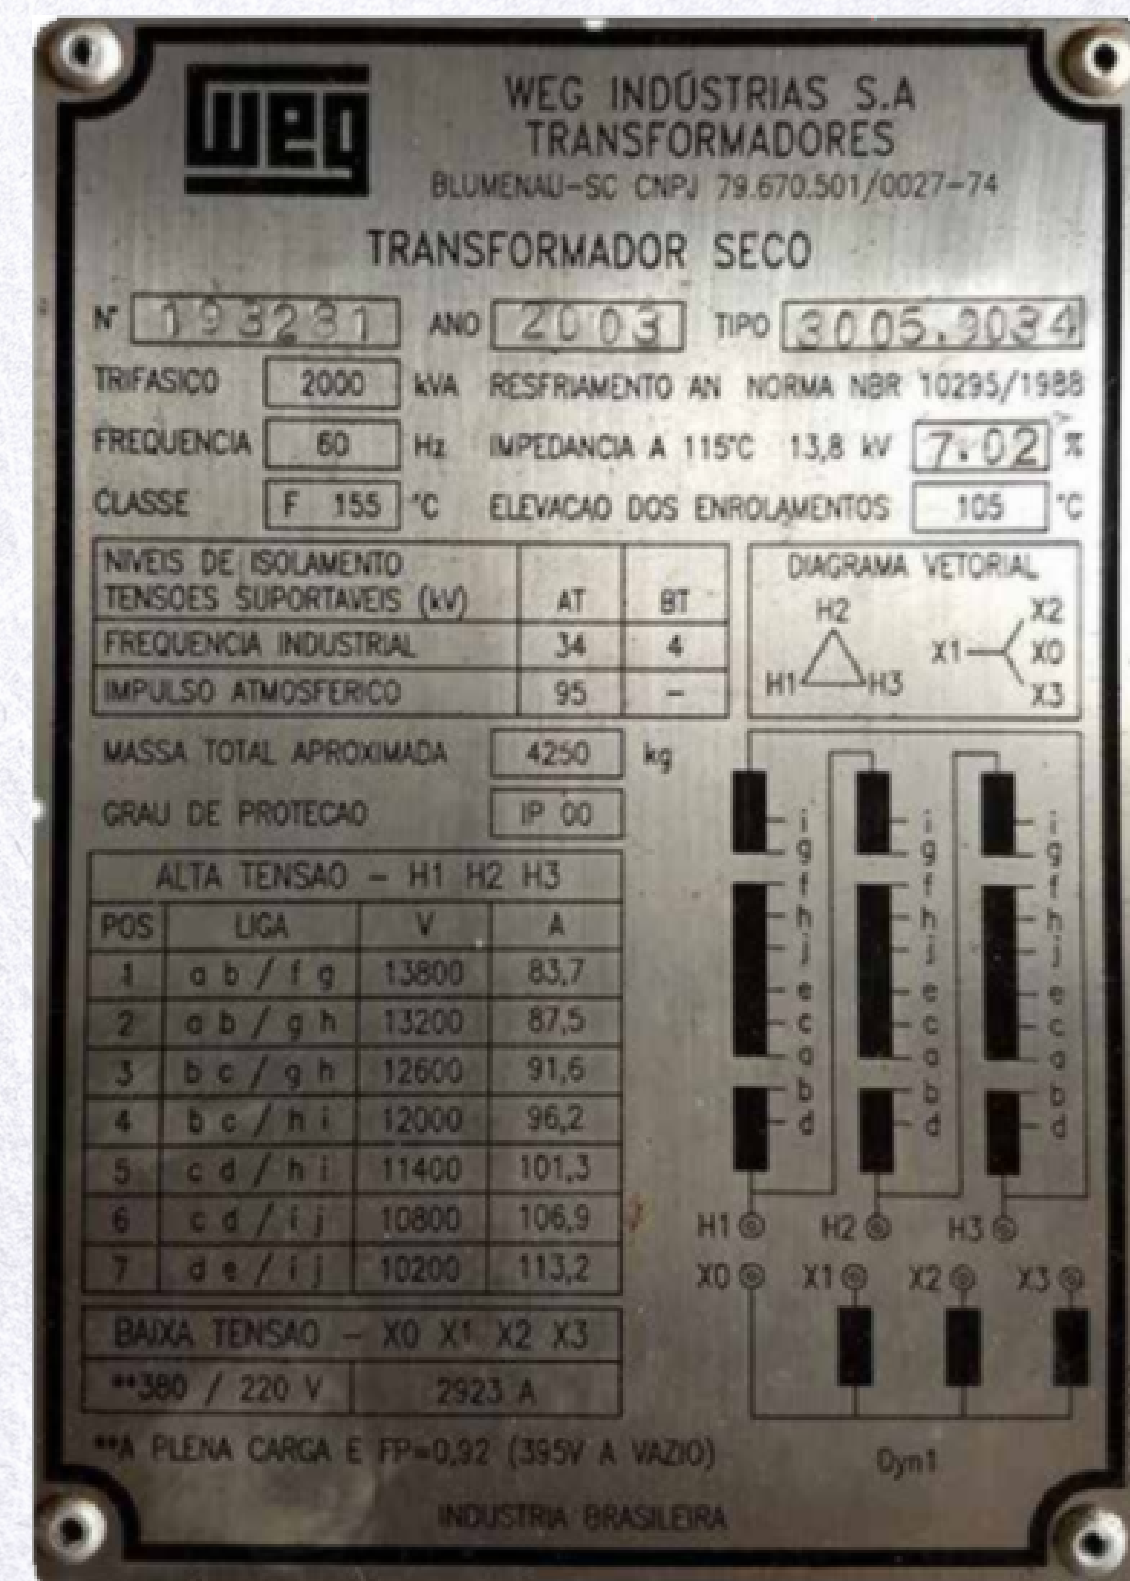 weg
WEG INDÚSTRIAS S.A
TRANSFORMADORES
BLUMENAU-SC CNPJ 79.670.501/0027-74
TRANSFORMADOR SECO
Nº 193281 ANO 2003 TIPO 3005.9034
TRIFASICO 2000 kVA RESFRIAMENTO AN NORMA NBR 10295/1988
FREQUENCIA 60 Hz IMPEDANCIA A 115°C 13,8 kV 7.02 %
CLASSE F 155 °C ELEVACAO DOS ENROLAMENTOS 105 °C
NIVEIS DE ISOLAMENTO
TENSOES SUPORTAVEIS (kV) AT BT
FREQUENCIA INDUSTRIAL 34 4
IMPULSO ATMOSFERICO 95 -
DIAGRAMA VETORIAL
H2 X2
X1 X0
H1 H3 X3
MASSA TOTAL APROXIMADA 4250 kg
GRAU DE PROTECAO IP 00
ALTA TENSAO - H1 H2 H3
POS LIGA V A
1 a b / f g 13800 83,7
2 a b / g h 13200 87,5
3 b c / g h 12600 91,6
4 b c / h i 12000 96,2
5 c d / h i 11400 101,3
6 c d / i j 10800 106,9
7 d e / i j 10200 113,2
i i i
g g g
f f f
h h h
j j j
e e e
c c c
a a a
b b b
d d d
H1 H2 H3
X0 X1 X2 X3
BAIXA TENSAO - X0 X1 X2 X3
**380 / 220 V 2923 A
**A PLENA CARGA E FP=0,92 (395V A VAZIO)
Dyn1
INDUSTRIA BRASILEIRA